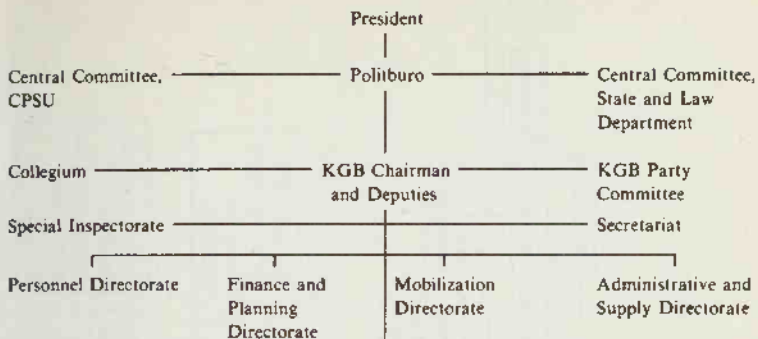 President
Central Committee,
CPSU
Politburo
Central Committee,
State and Law
Department
Collegium
KGB Chairman
and Deputies
KGB Party
Committee
Special Inspectorate
Secretariat
Personnel Directorate
Finance and
Planning
Directorate
Mobilization
Directorate
Administrative and
Supply Directorate